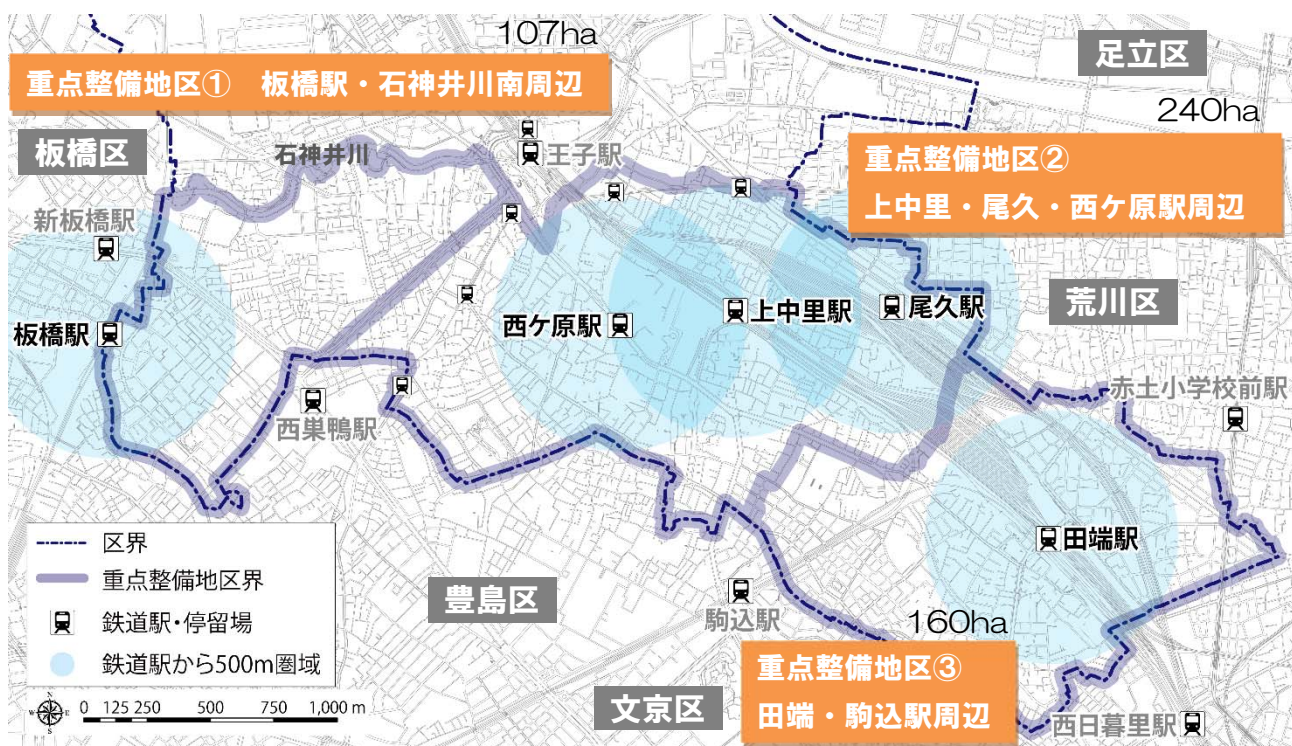 107ha
重点整備地区① 板橋駅・石神井川南周辺
足立区
240ha
板橋区
石神井川
王子駅
重点整備地区②
上中里・尾久・西ケ原駅周辺
新板橋駅
荒川区
板橋駅
西ケ原駅
上中里駅
尾久駅
赤土小学校前駅
西巣鴨駅
田端駅
区界
重点整備地区界
鉄道駅・停留場
鉄道駅から500m圏域
豊島区
駒込駅
160ha
重点整備地区③
田端・駒込駅周辺
文京区
西日暮里駅
N
W
E
S
0 125 250 500 750 1,000 m